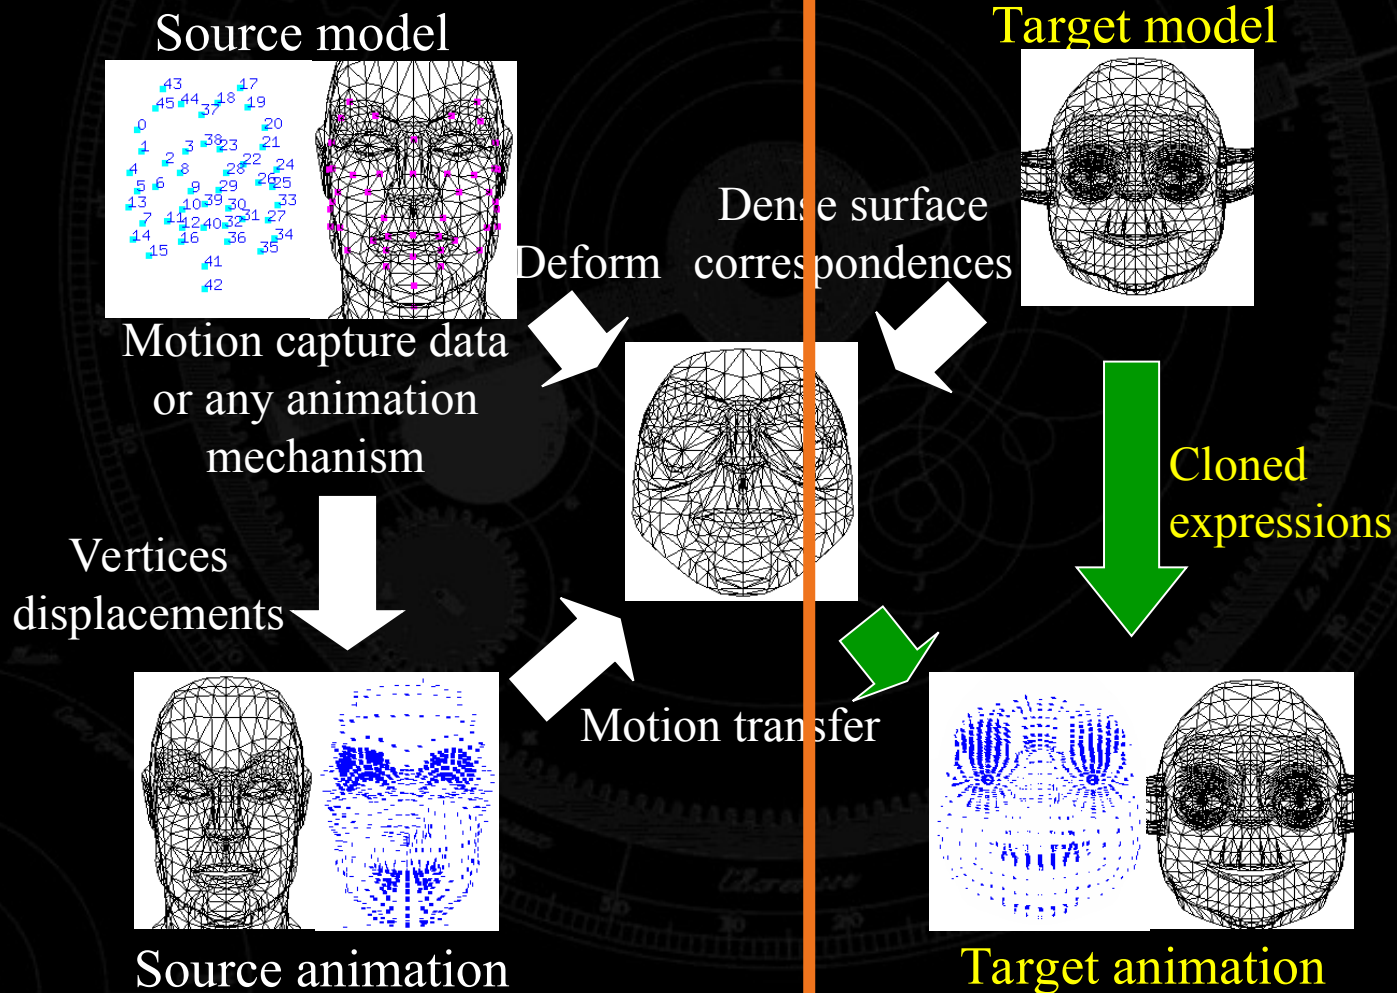 Source model
Target model
43 17
45 44 18 19
37
0 20
38 21
1 3 23
2 22
4 8 28 24
5 6 9 29 26 25
13 10 39 30 33
7 11 12 40 32 31 27
14 16 36 34
15 35
41
42
Dense surface
correspondences
Deform
Motion capture data
or any animation
mechanism
Cloned
expressions
Vertices
displacements
Motion transfer
Source animation
Target animation